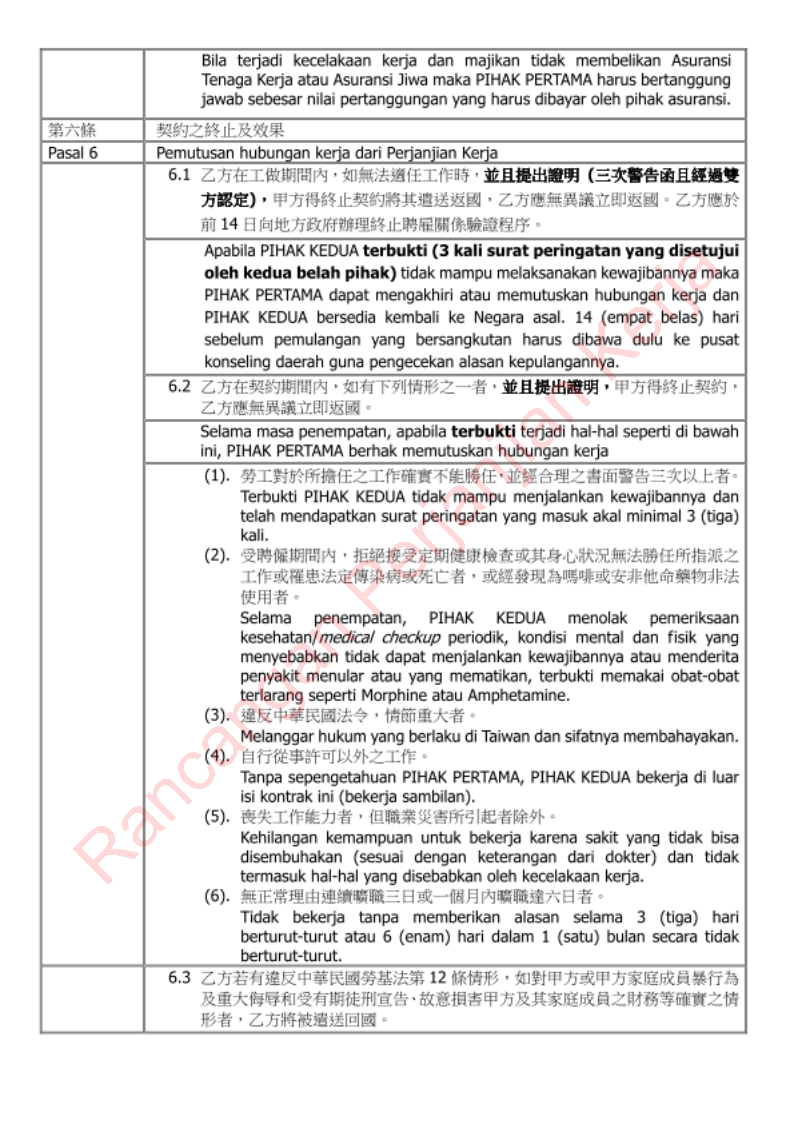 Bila terjadi kecelakaan kerja dan majikan tidak membelikan Asuransi
Tenaga Kerja atau Asuransi Jiwa maka PIHAK PERTAMA harus bertanggung
jawab sebesar nilai pertanggungan yang harus dibayar oleh pihak asuransi.
第六條 契約之終止及效果
Pasal 6 Pemutusan hubungan kerja dari Perjanjian Kerja
6.1 乙方在工做期間內，如無法適任工作時，並且提出證明 (三次警告函且經過雙
方認定)，甲方得終止契約將其遣送返國，乙方應無異議立即返國。乙方應於
前 14 日向地方政府辦理終止聘雇關係驗證程序。
Apabila PIHAK KEDUA terbukti (3 kali surat peringatan yang disetujui
oleh kedua belah pihak) tidak mampu melaksanakan kewajibannya maka
PIHAK PERTAMA dapat mengakhiri atau memutuskan hubungan kerja dan
PIHAK KEDUA bersedia kembali ke Negara asal. 14 (empat belas) hari
sebelum pemulangan yang bersangkutan harus dibawa dulu ke pusat
konseling daerah guna pengecekan alasan kepulangannya.
6.2 乙方在契約期間內，如有下列情形之一者，並且提出證明，甲方得終止契約，
乙方應無異議立即返國。
Selama masa penempatan, apabila terbukti terjadi hal-hal seperti di bawah
ini, PIHAK PERTAMA berhak memutuskan hubungan kerja
(1). 勞工對於所擔任之工作確實不能勝任，並經合理之書面警告三次以上者。
Terbukti PIHAK KEDUA tidak mampu menjalankan kewajibannya dan
telah mendapatkan surat peringatan yang masuk akal minimal 3 (tiga)
kali.
(2). 受聘僱期間內，拒絕接受定期健康檢查或其身心狀況無法勝任所指派之
工作或罹患法定傳染病或死亡者，或經發現為嗎啡或安非他命藥物非法
使用者。
Selama penempatan, PIHAK KEDUA menolak pemeriksaan
kesehatan/medical checkup periodik, kondisi mental dan fisik yang
menyebabkan tidak dapat menjalankan kewajibannya atau menderita
penyakit menular atau yang mematikan, terbukti memakai obat-obat
terlarang seperti Morphine atau Amphetamine.
(3). 違反中華民國法令，情節重大者。
Melanggar hukum yang berlaku di Taiwan dan sifatnya membahayakan.
(4). 自行從事許可以外之工作。
Tanpa sepengetahuan PIHAK PERTAMA, PIHAK KEDUA bekerja di luar
isi kontrak ini (bekerja sambilan).
(5). 喪失工作能力者，但職業災害所引起者除外。
Kehilangan kemampuan untuk bekerja karena sakit yang tidak bisa
disembuhkan (sesuai dengan keterangan dari dokter) dan tidak
termasuk hal-hal yang disebabkan oleh kecelakaan kerja.
(6). 無正常理由連續曠職三日或一個月內曠職達六日者。
Tidak bekerja tanpa memberikan alasan selama 3 (tiga) hari
berturut-turut atau 6 (enam) hari dalam 1 (satu) bulan secara tidak
berturut-turut.
6.3 乙方若有違反中華民國勞基法第 12 條情形，如對甲方或甲方家庭成員暴行為
及重大侮辱和受有期徒刑宣告、故意損害甲方及其家庭成員之財務等確實之情
形者，乙方將被遣送回國。
Rancangan Perjanjian Kerja